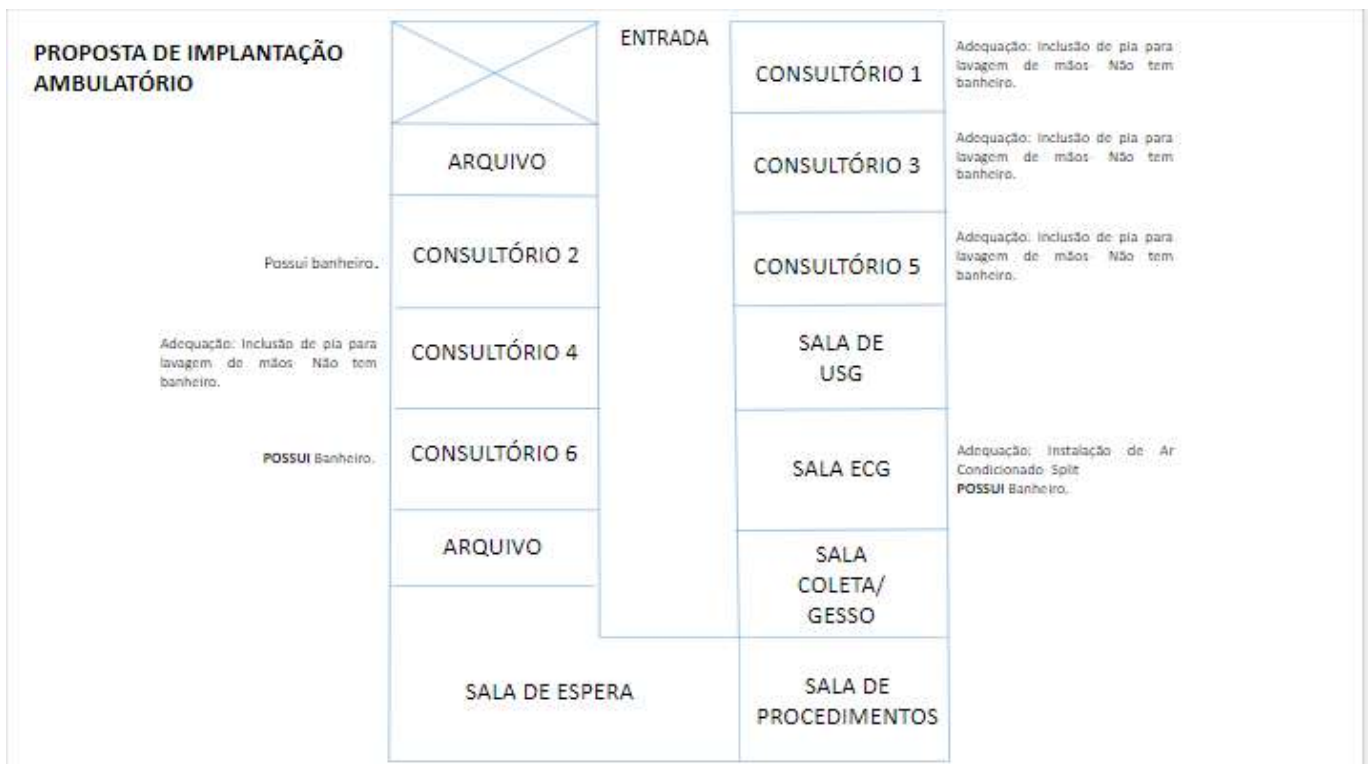 PROPOSTA DE IMPLANTAÇÃO
AMBULATÓRIO
ENTRADA
CONSULTÓRIO 1
Adequação: Inclusão de pia para
lavagem de mãos Não tem
banheiro.
ARQUIVO
CONSULTÓRIO 3
Adequação: Inclusão de pia para
lavagem de mãos Não tem
banheiro.
Possui banheiro.
CONSULTÓRIO 2
CONSULTÓRIO 5
Adequação: Inclusão de pia para
lavagem de mãos Não tem
banheiro.
Adequação: Inclusão de pia para
lavagem de mãos Não tem
banheiro.
CONSULTÓRIO 4
SALA DE
USG
POSSUI Banheiro.
CONSULTÓRIO 6
SALA ECG
Adequação: Instalação de Ar
Condicionado Split
POSSUI Banheiro.
ARQUIVO
SALA
COLETA/
GESSO
SALA DE ESPERA
SALA DE
PROCEDIMENTOS